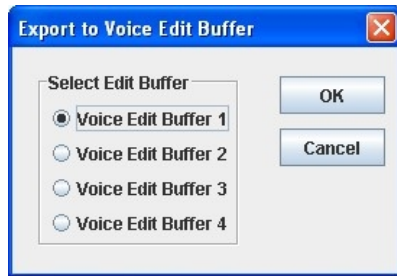 Export to Voice Edit Buffer
Select Edit Buffer
Voice Edit Buffer 1
Voice Edit Buffer 2
Voice Edit Buffer 3
Voice Edit Buffer 4
OK
Cancel